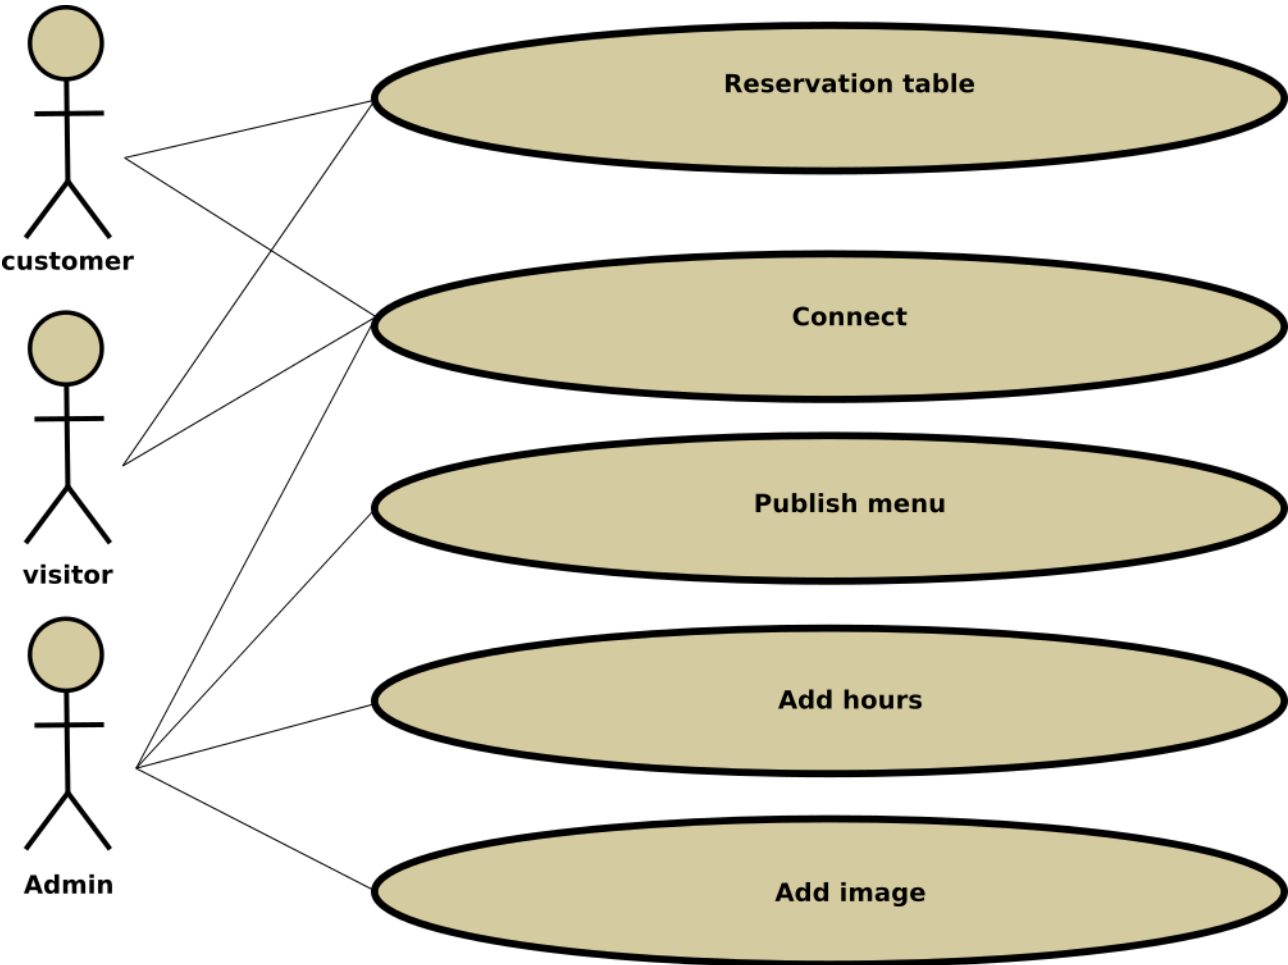 Reservation table
customer
Connect
Publish menu
visitor
Add hours
Admin
Add image